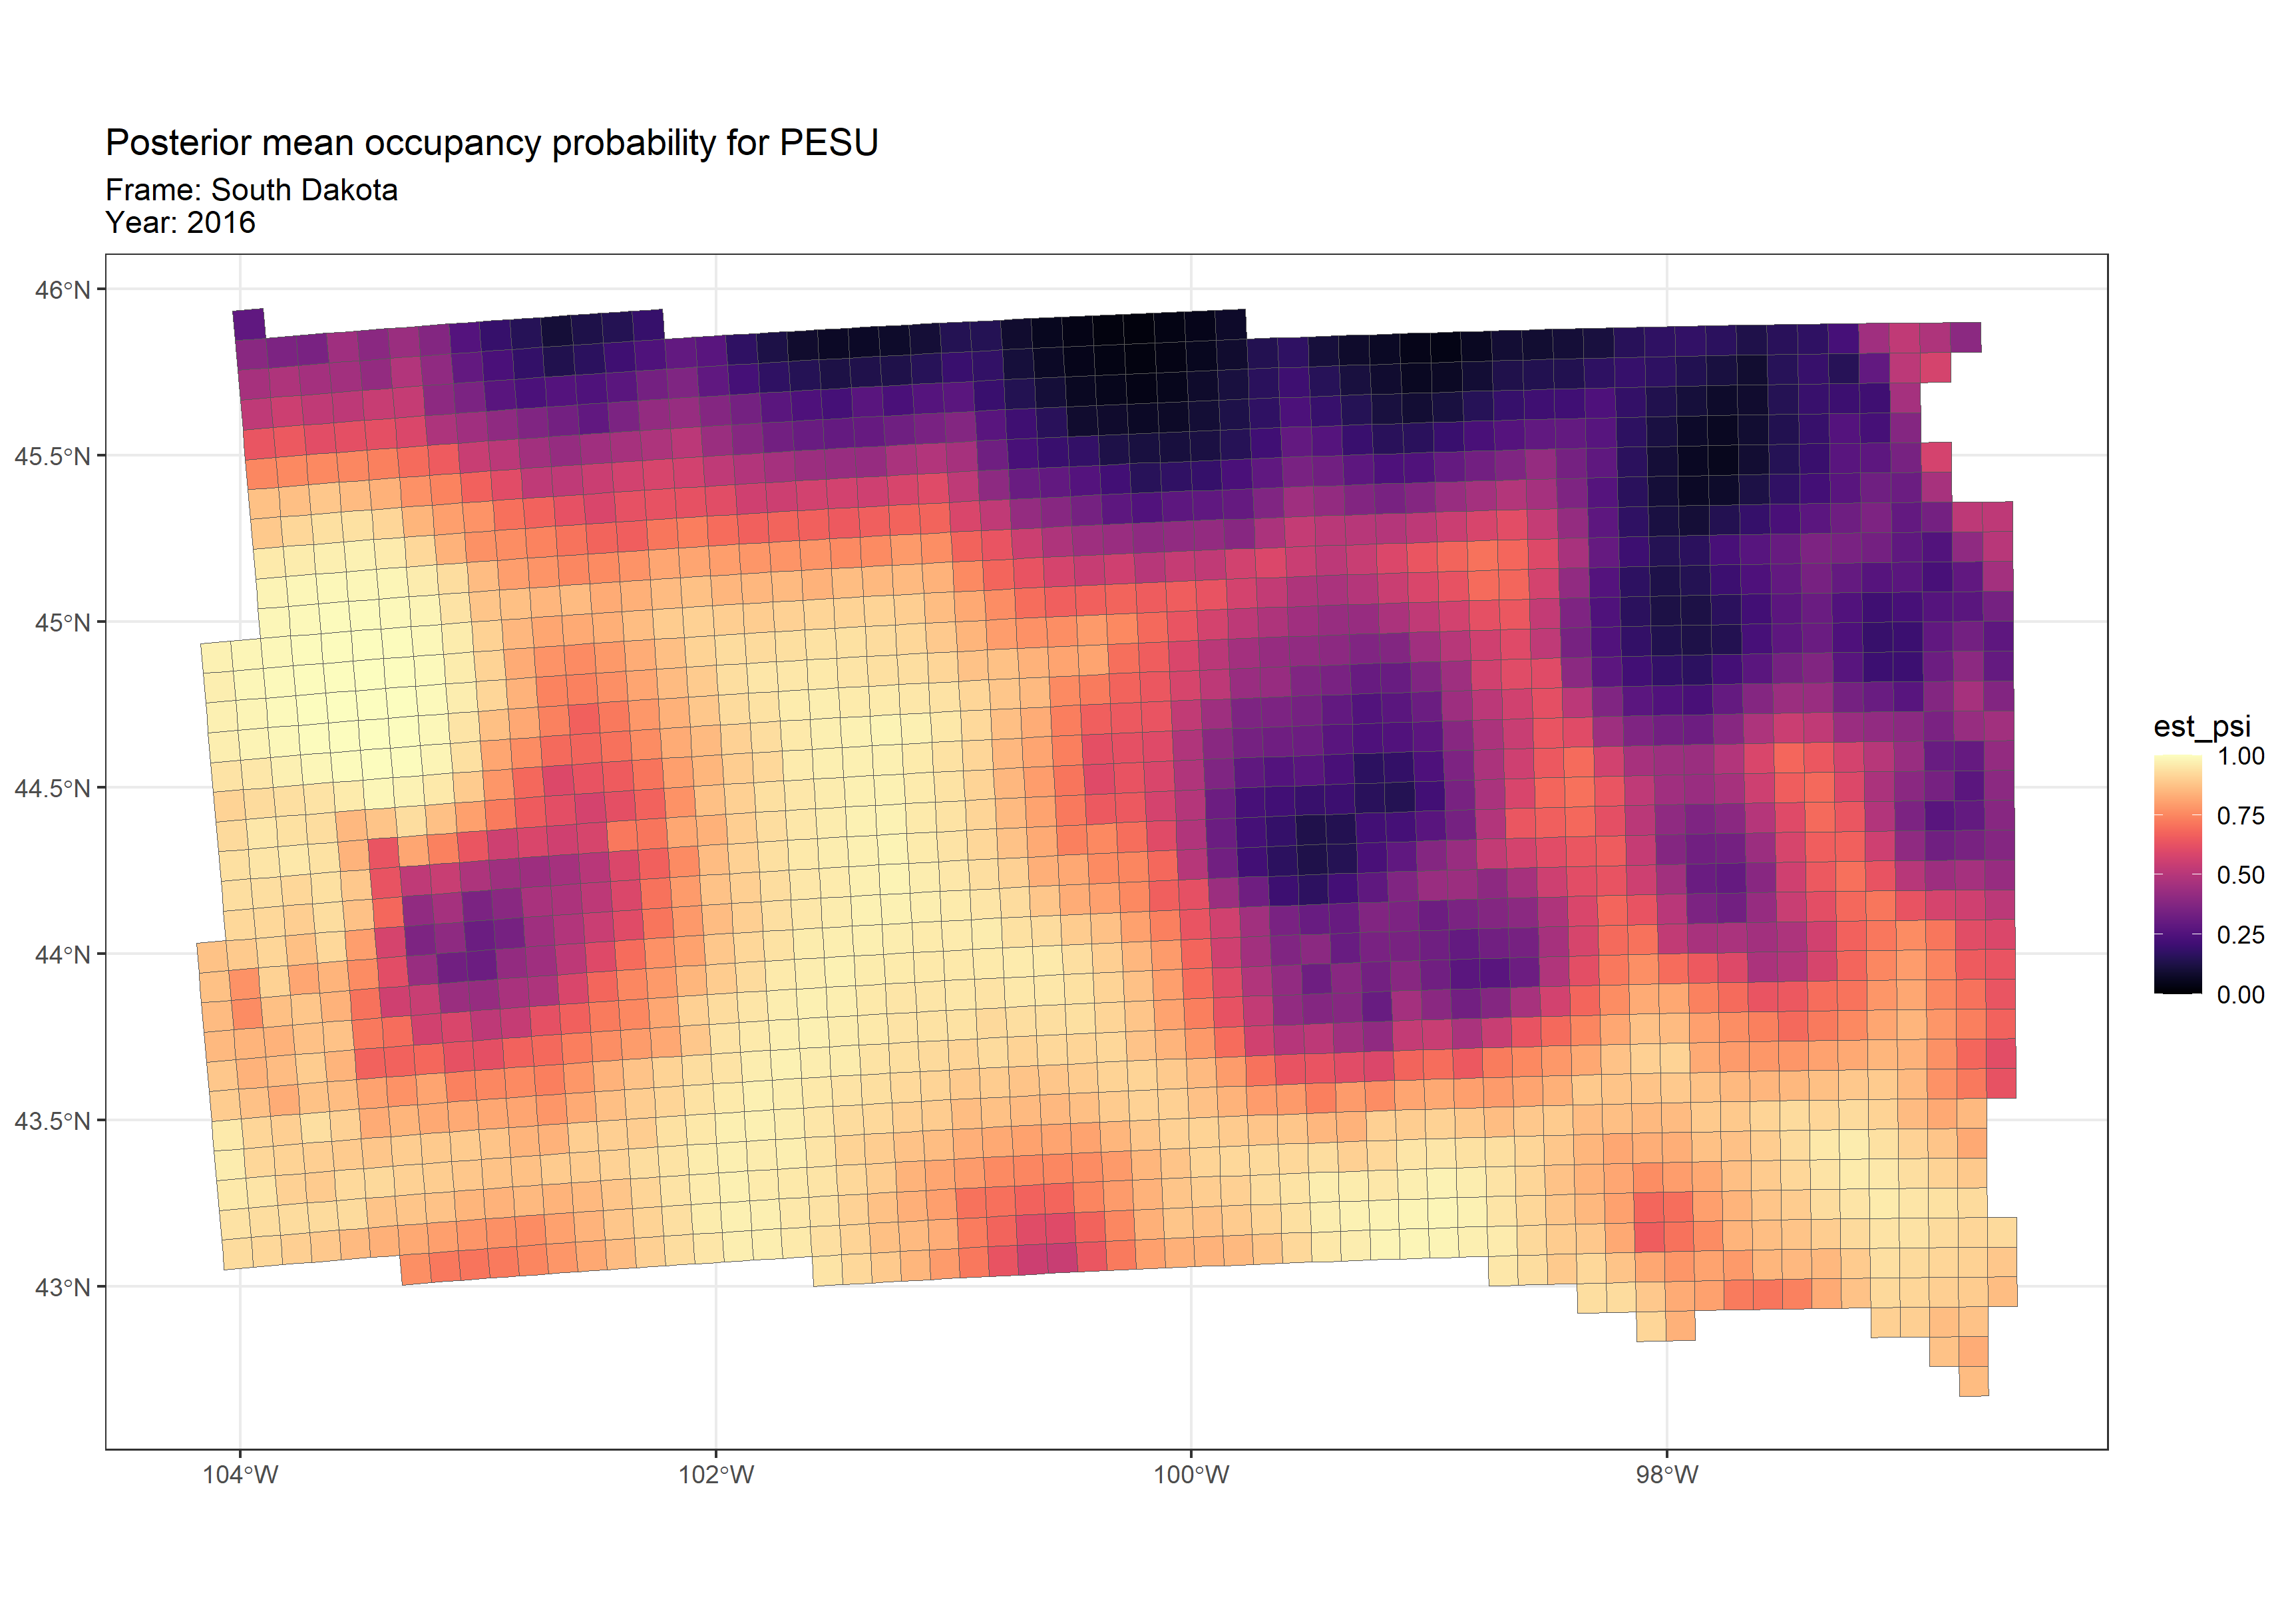 Posterior mean occupancy probability for PESU
Frame: South Dakota
Year: 2016
46°N
45.5°N
45°N
44.5°N
44°N
43.5°N
43°N
104°W
102°W
100°W
98°W
est_psi
1.00
0.75
0.50
0.25
0.00